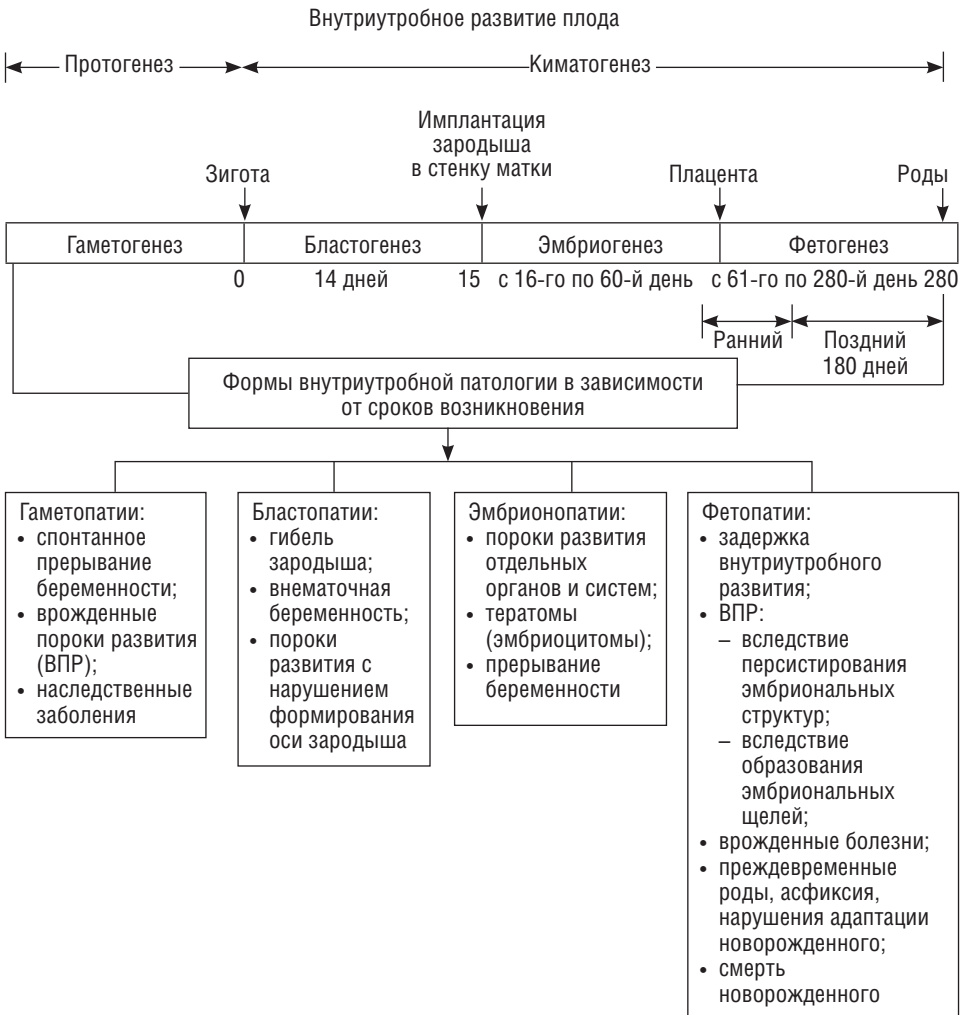 Внутриутробное развитие плода
Протогенез
Киматогенез
Имплантация
зародыша
в стенку матки
Зигота
Плацента
Роды
Гаметогенез
Бластогенез
Эмбриогенез
Фетогенез
0
14 дней
15
с 16-го по 60-й день
с 61-го по 280-й день 280
Ранний
Поздний
180 дней
Формы внутриутробной патологии в зависимости
от сроков возникновения
Гаметопатии:
• спонтанное
прерывание
беременности;
• врожденные
пороки развития
(ВПР);
• наследственные
заболения
Бластопатии:
• гибель
зародыша;
• внематочная
беременность;
• пороки
развития с
нарушением
формирования
оси зародыша
Эмбрионопатии:
• пороки развития
отдельных
органов и систем;
• тератомы
(эмбриоцитомы);
• прерывание
беременности
Фетопатии:
• задержка
внутриутробного
развития;
• ВПР:
– вследствие
персистирования
эмбриональных
структур;
– вследствие
образования
эмбриональных
щелей;
• врожденные болезни;
• преждевременные
роды, асфиксия,
нарушения адаптации
новорожденного;
• смерть
новорожденного